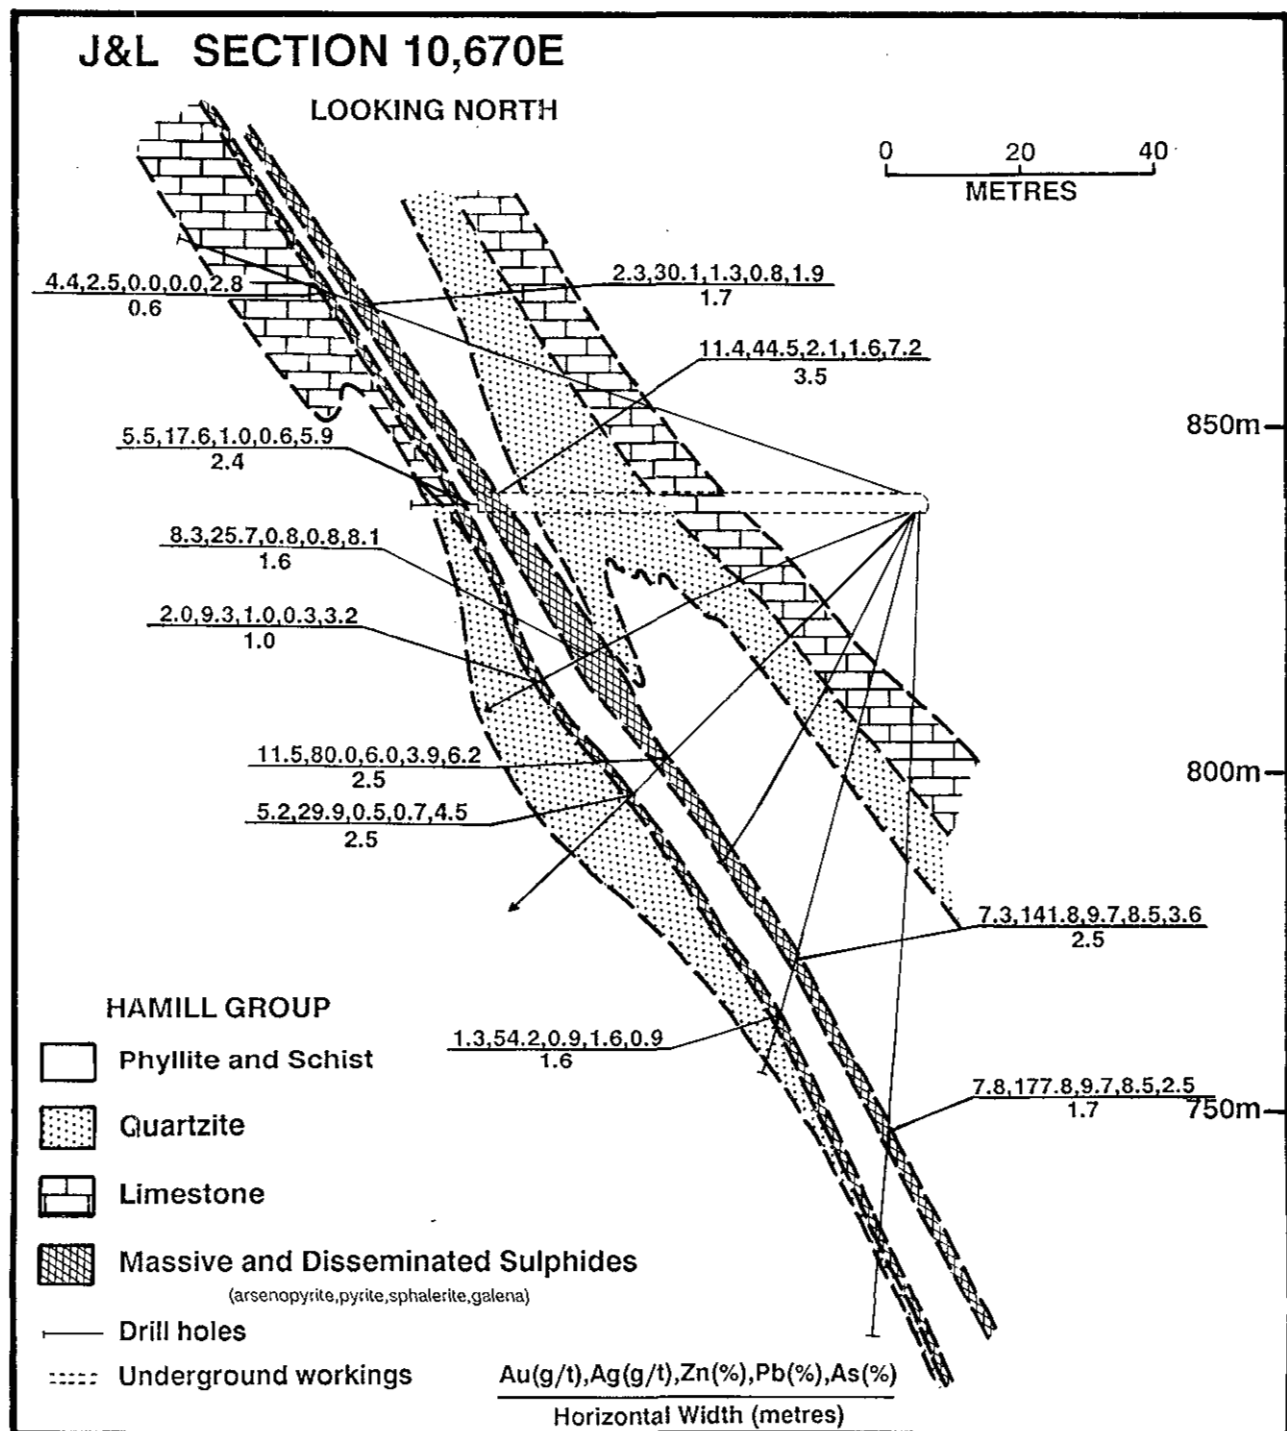 J&L SECTION 10,670E
LOOKING NORTH
0 20 40
METRES
4.4,2.5,0.0,0.0,2.8
0.6
2.3,30.1,1.3,0.8,1.9
1.7
11.4,44.5,2.1,1.6,7.2
3.5
850m
5.5,17.6,1.0,0.6,5.9
2.4
8.3,25.7,0.8,0.8,8.1
1.6
2.0,9.3,1.0,0.3,3.2
1.0
11.5,80.0,6.0,3.9,6.2
2.5
800m
5.2,29.9,0.5,0.7,4.5
2.5
7.3,141.8,9.7,8.5,3.6
2.5
1.3,54.2,0.9,1.6,0.9
1.6
7.8,177.8,9.7,8.5,2.5
1.7
750m
HAMILL GROUP
Phyllite and Schist
Quartzite
Limestone
Massive and Disseminated Sulphides
(arsenopyrite,pyrite,sphalerite,galena)
Drill holes
Underground workings
Au(g/t),Ag(g/t),Zn(%),Pb(%),As(%)
Horizontal Width (metres)